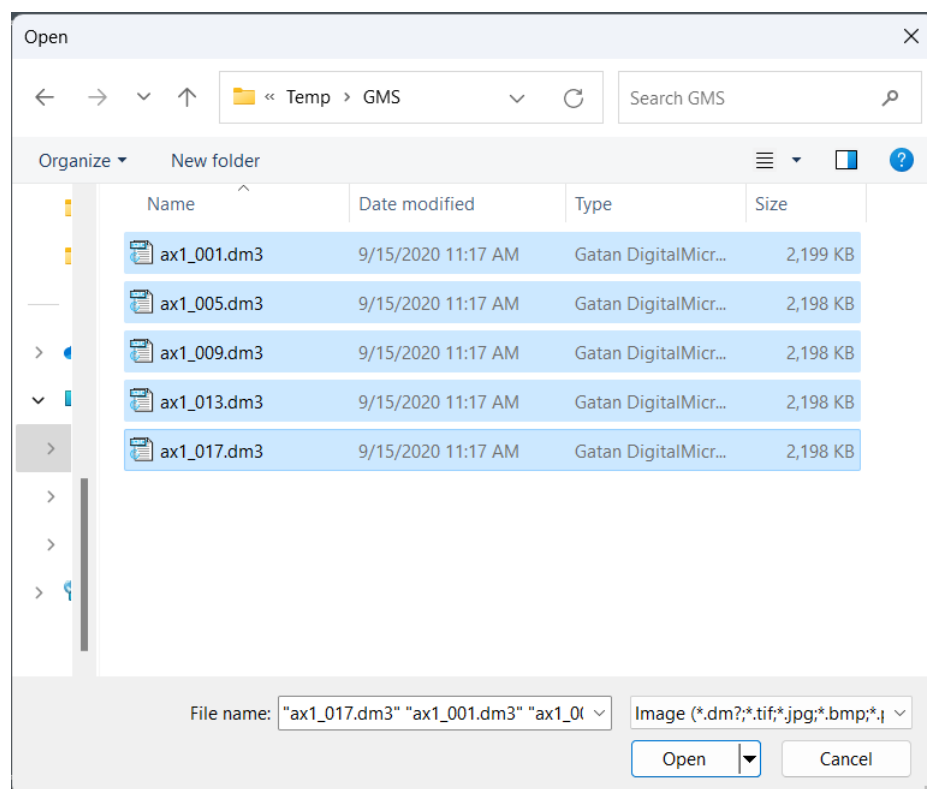 Open
« Temp > GMS
Search GMS
Organize
New folder
Name Date modified Type Size
ax1_001.dm3 9/15/2020 11:17 AM Gatan DigitalMicr... 2,199 KB
ax1_005.dm3 9/15/2020 11:17 AM Gatan DigitalMicr... 2,198 KB
ax1_009.dm3 9/15/2020 11:17 AM Gatan DigitalMicr... 2,198 KB
ax1_013.dm3 9/15/2020 11:17 AM Gatan DigitalMicr... 2,198 KB
ax1_017.dm3 9/15/2020 11:17 AM Gatan DigitalMicr... 2,198 KB
File name: "ax1_017.dm3" "ax1_001.dm3" "ax1_0 Image (*.dm?;*.tif;*.jpg;*.bmp;*.
Open Cancel